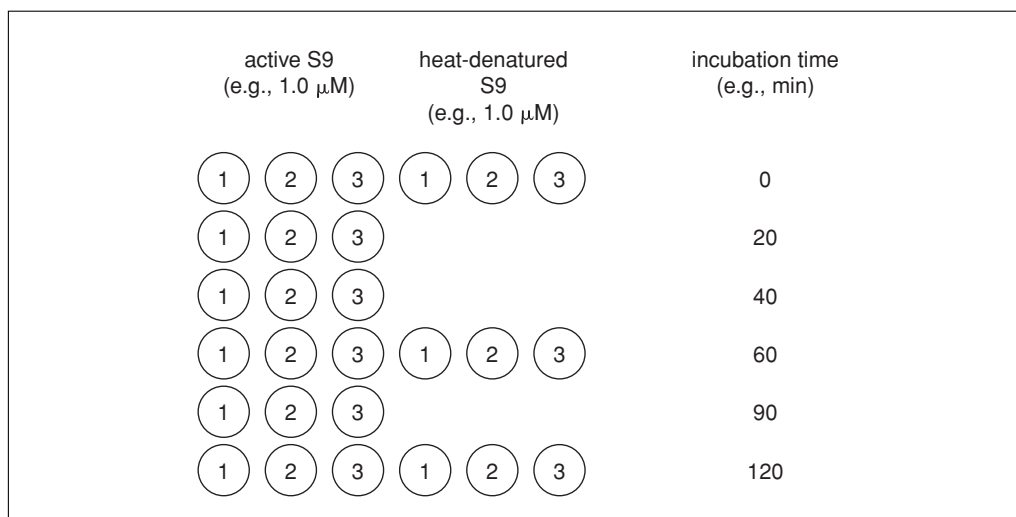 active S9 heat-denatured incubation time
(e.g., 1.0 μM) S9 (e.g., min)
(e.g., 1.0 μM)
1 2 3 1 2 3 0
1 2 3 20
1 2 3 40
1 2 3 1 2 3 60
1 2 3 90
1 2 3 1 2 3 120